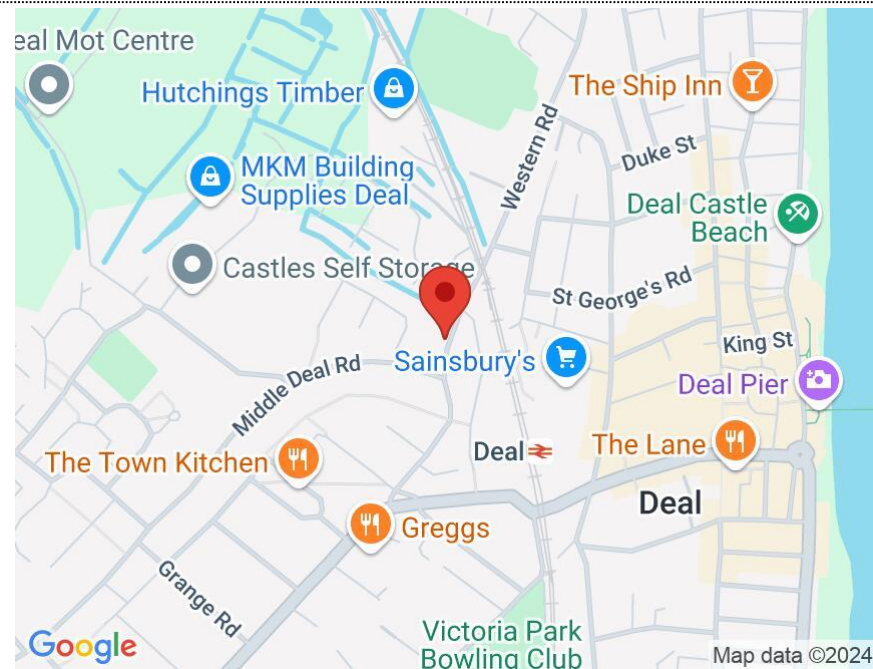 eal Mot Centre
Hutchings Timber
The Ship Inn
Western Rd
Duke St
MKM Building
Supplies Deal
Deal Castle
Beach
Castles Self Storage
St George's Rd
King St
Sainsbury's
Middle Deal Rd
Deal Pier
The Town Kitchen
Deal
The Lane
Deal
Greggs
Grange Rd
Victoria Park
Bowling Club
Google
Map data ©2024